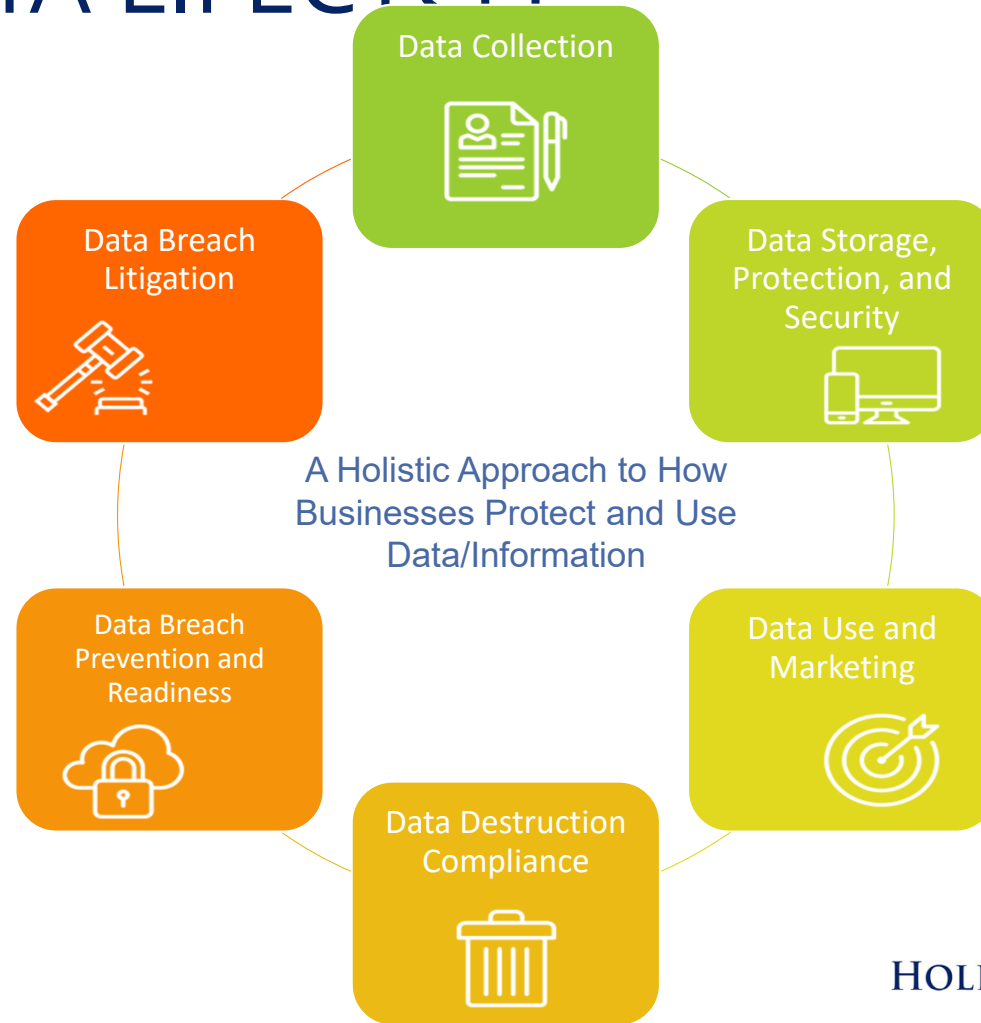 Data Collection
Data Breach
Litigation
Data Storage,
Protection, and
Security
A Holistic Approach to How
Businesses Protect and Use
Data/Information
Data Breach
Prevention and
Readiness
Data Use and
Marketing
Data Destruction
Compliance